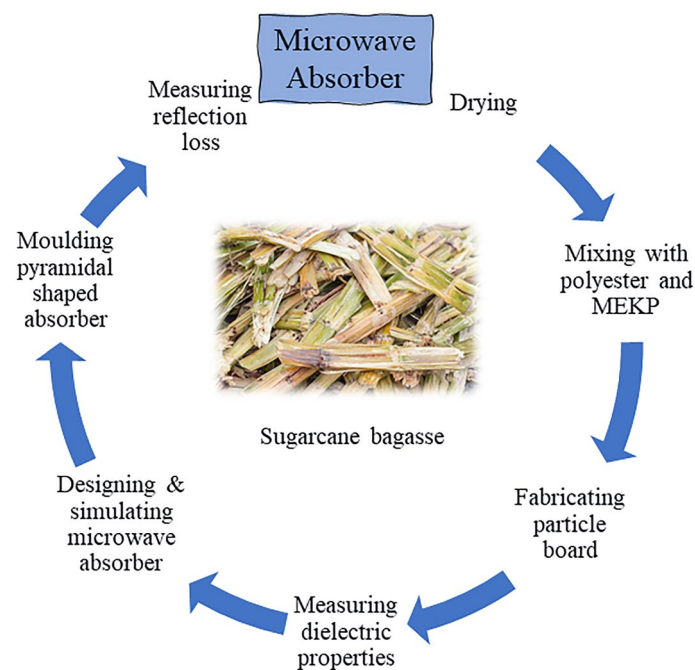 Microwave
Absorber
Drying
Mixing with
polyester and
MEKP
Fabricating
particle
board
Measuring
dielectric
properties
Designing &
simulating
microwave
absorber
Moulding
pyramidal
shaped
absorber
Measuring
reflection
loss
Sugarcane bagasse